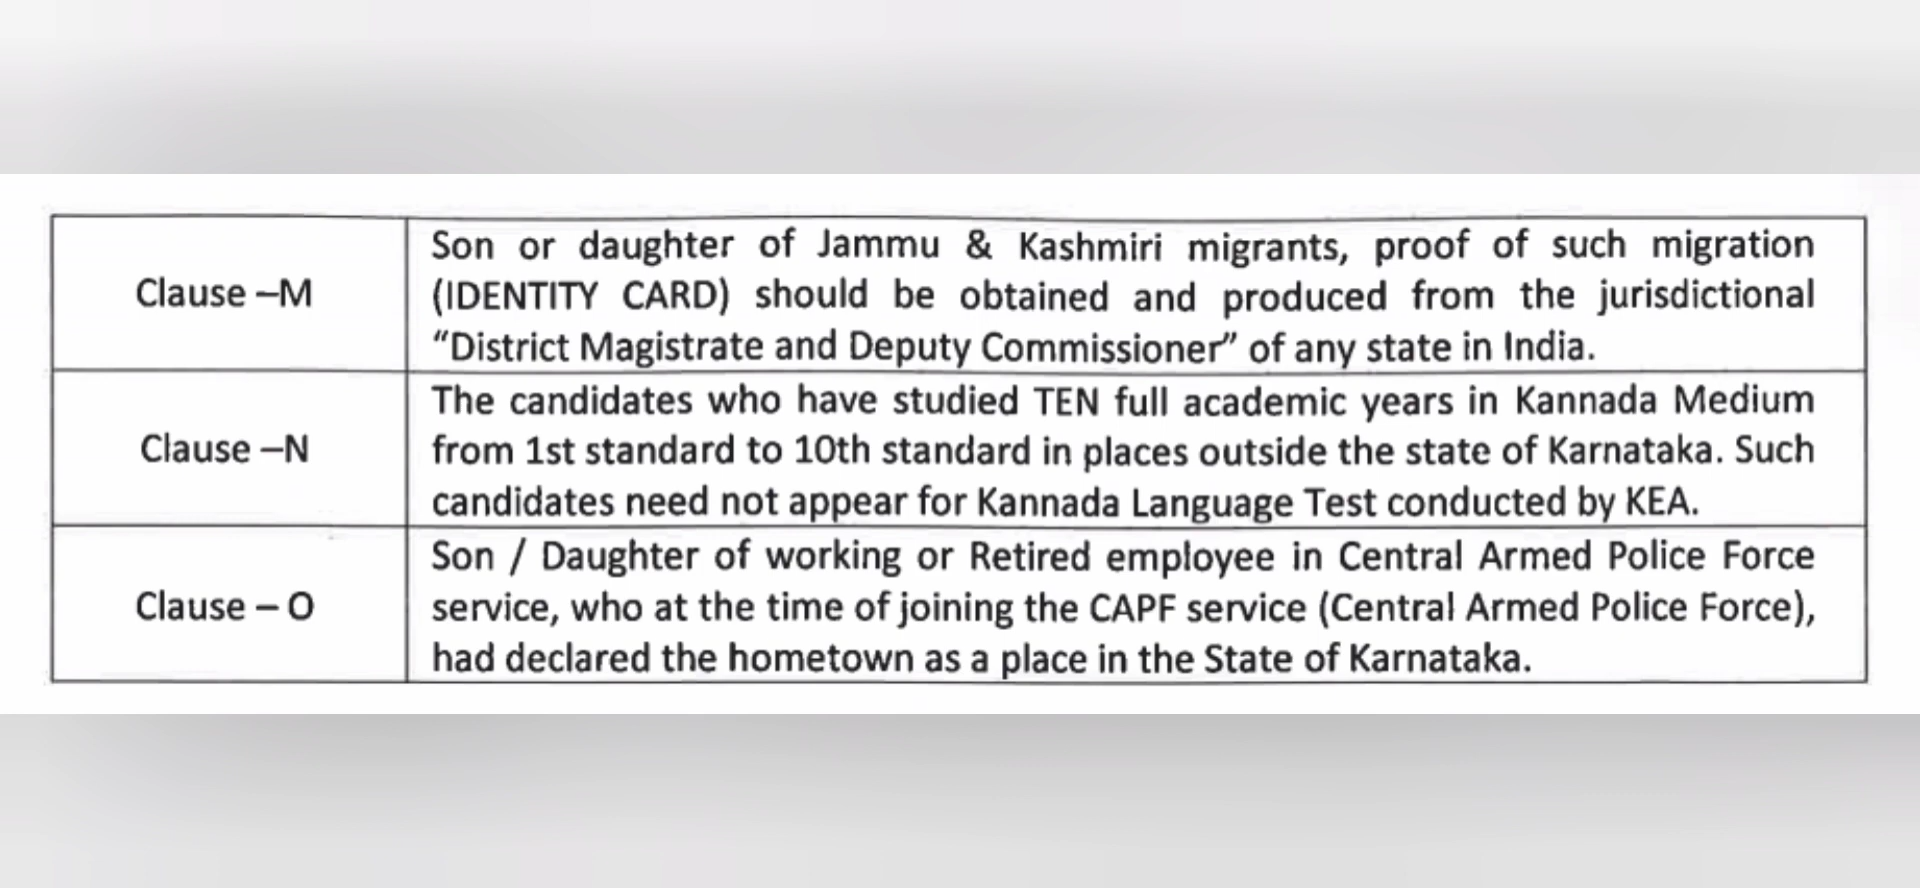 Clause –M
Son or daughter of Jammu & Kashmiri migrants, proof of such migration
(IDENTITY CARD) should be obtained and produced from the jurisdictional
“District Magistrate and Deputy Commissioner” of any state in India.
Clause –N
The candidates who have studied TEN full academic years in Kannada Medium
from 1st standard to 10th standard in places outside the state of Karnataka. Such
candidates need not appear for Kannada Language Test conducted by KEA.
Clause – O
Son / Daughter of working or Retired employee in Central Armed Police Force
service, who at the time of joining the CAPF service (Central Armed Police Force),
had declared the hometown as a place in the State of Karnataka.